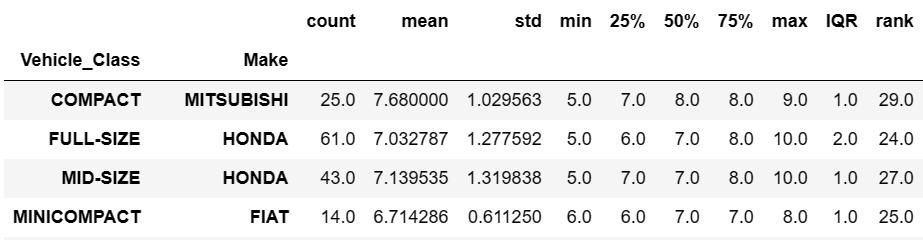 count mean std min 25% 50% 75% max IQR rank
Vehicle_Class Make
COMPACT MITSUBISHI 25.0 7.680000 1.029563 5.0 7.0 8.0 8.0 9.0 1.0 29.0
FULL-SIZE HONDA 61.0 7.032787 1.277592 5.0 6.0 7.0 8.0 10.0 2.0 24.0
MID-SIZE HONDA 43.0 7.139535 1.319838 5.0 7.0 7.0 8.0 10.0 1.0 27.0
MINICOMPACT FIAT 14.0 6.714286 0.611250 6.0 6.0 7.0 7.0 8.0 1.0 25.0